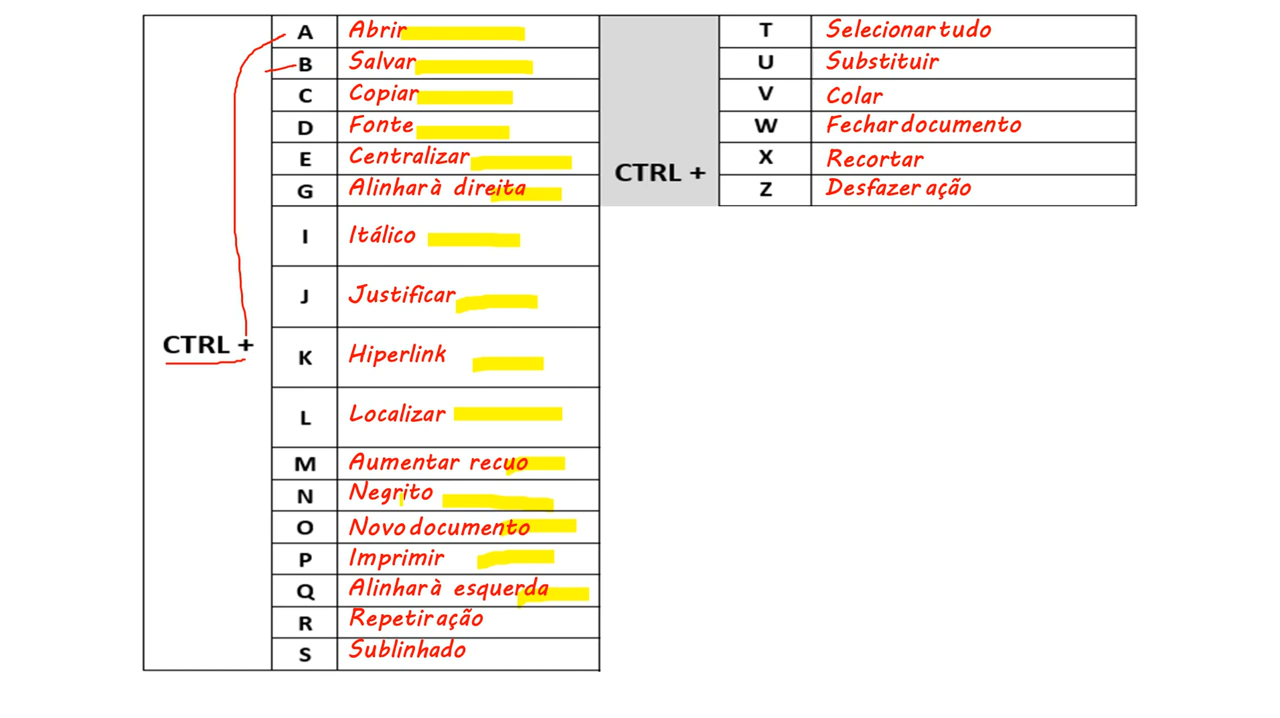 CTRL +
A Abrir
B Salvar
C Copiar
D Fonte
E Centralizar
G Alinhar à direita
I Itálico
J Justificar
K Hiperlink
L Localizar
M Aumentar recuo
N Negrito
O Novo documento
P Imprimir
Q Alinhar à esquerda
R Repetir ação
S Sublinhado
CTRL +
T Selecionar tudo
U Substituir
V Colar
W Fechar documento
X Recortar
Z Desfazer ação